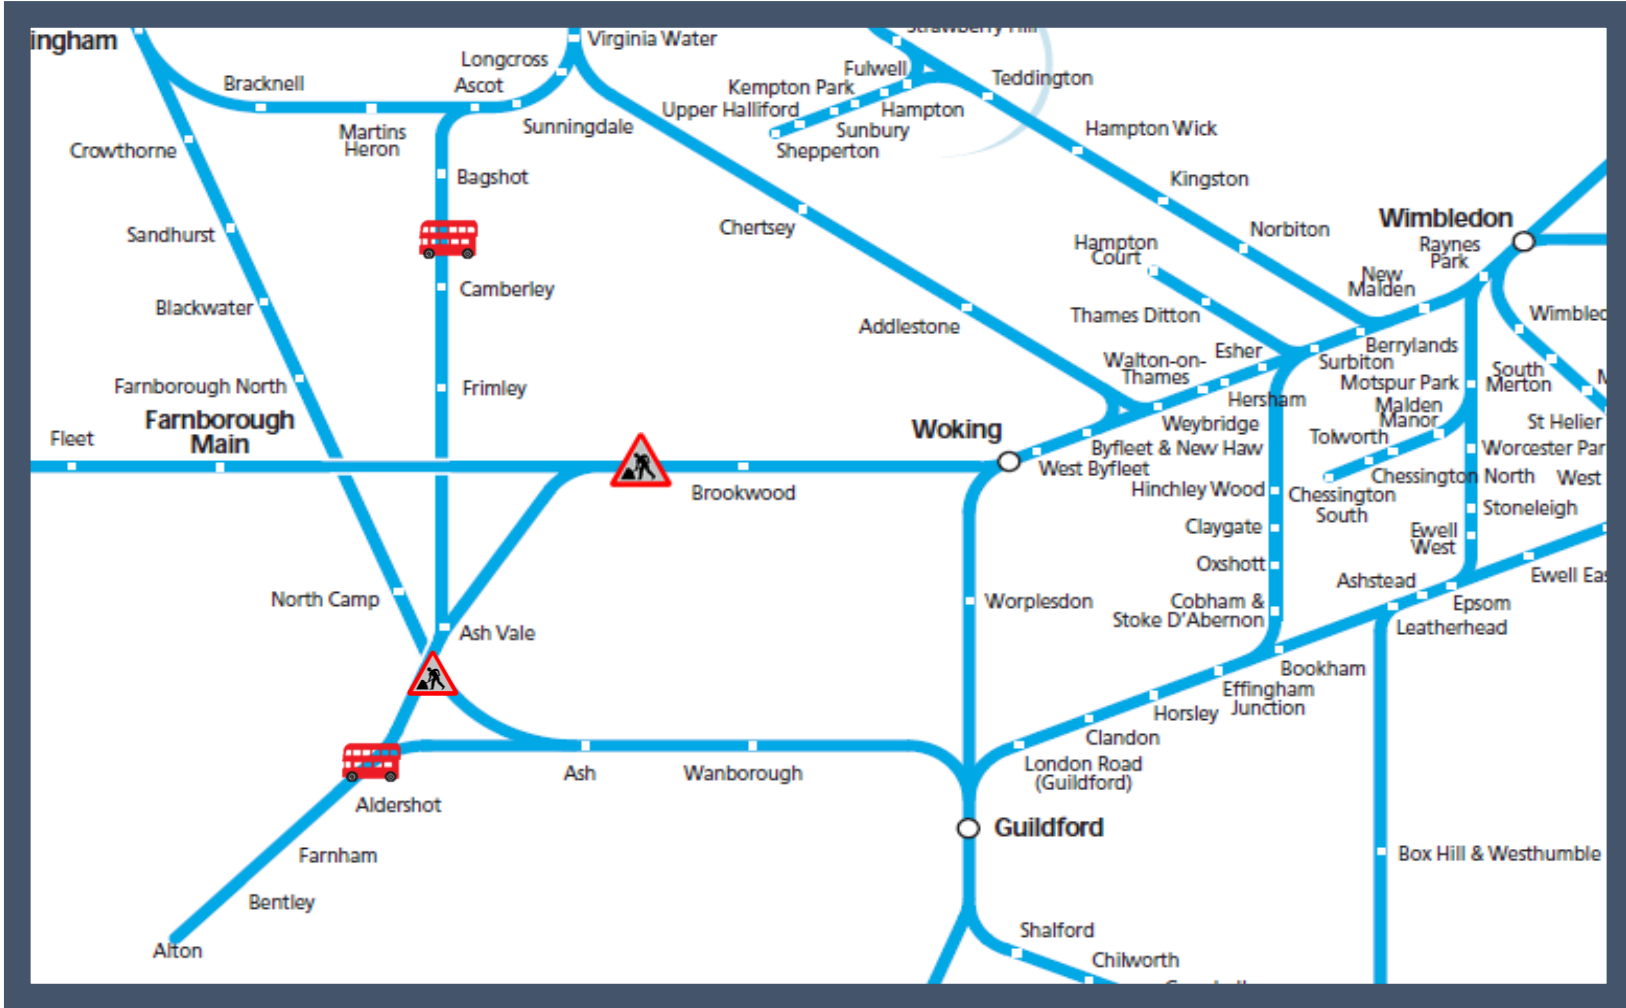 ingham
Virginia Water
Strawberry Hill
Longcross
Fulwell
Teddington
Bracknell
Ascot
Kempton Park
Upper Halliford
Hampton
Martins
Heron
Sunningdale
Sunbury
Shepperton
Hampton Wick
Crowthorne
Bagshot
Kingston
Sandhurst
Chertsey
Norbiton
Wimbledon
Hampton
Court
Raynes
Park
New
Malden
Camberley
Blackwater
Thames Ditton
Wimbled
Addlestone
Berrylands
Walton-on-
Thames
Esher
Surbiton
South
Merton
M
Farnborough North
Frimley
Motspur Park
Hersham
Malden
Manor
Farnborough
Main
Fleet
Woking
Weybridge
St Helier
Tolworth
Byfleet & New Haw
Worcester Par
West Byfleet
Brookwood
Chessington North
West
Hinchley Wood
Chessington
South
Stoneleigh
Claygate
Ewell
West
Oxshott
Ashstead
Ewell Eas
North Camp
Worplesdon
Cobham &
Stoke D'Abernon
Epsom
Leatherhead
Ash Vale
Bookham
Effingham
Junction
Horsley
Clandon
Ash
Wanborough
London Road
(Guildford)
Aldershot
Guildford
Farnham
Box Hill & Westhumble
Bentley
Alton
Shalford
Chilworth